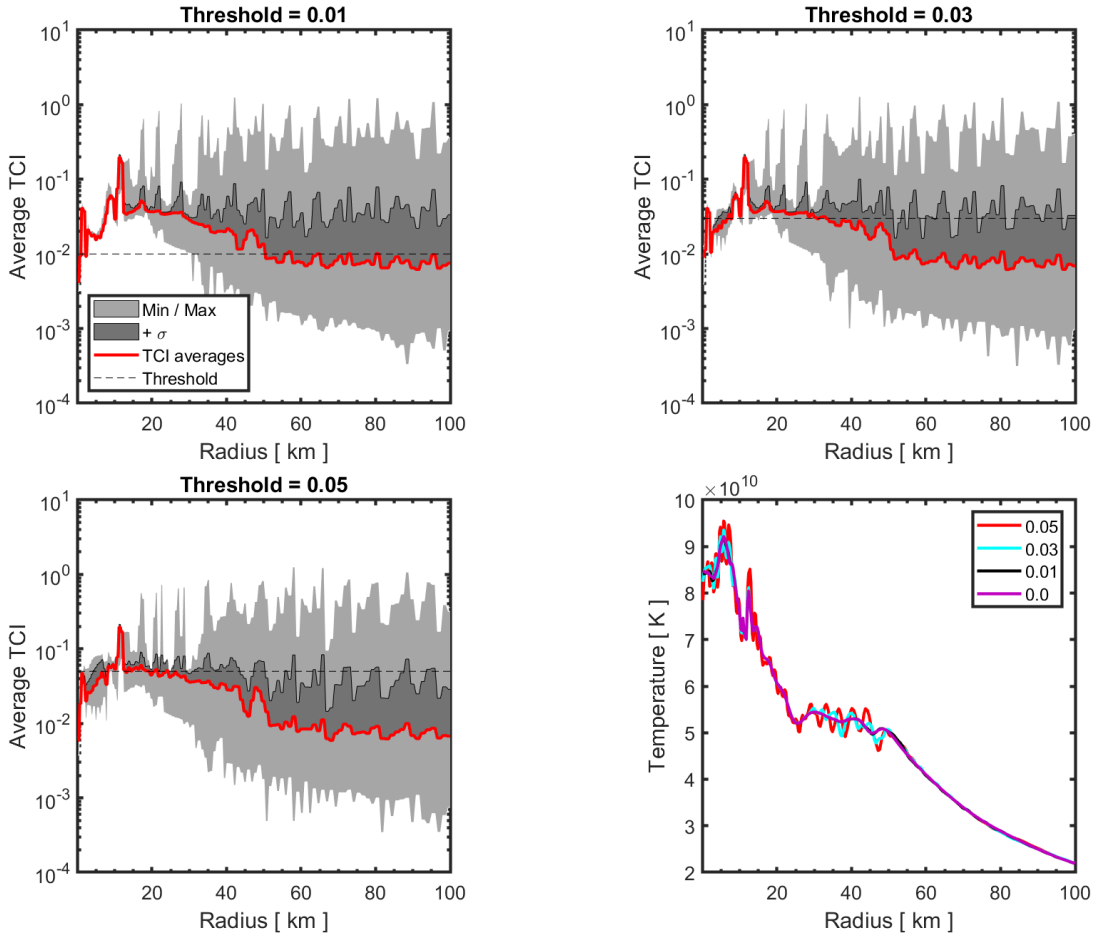 Threshold = 0.01
Average TCI
10^1
10^0
10^-1
10^-2
10^-3
10^-4
Min / Max
+ σ
TCI averages
Threshold
20 40 60 80 100
Radius [ km ]
Threshold = 0.03
Average TCI
10^1
10^0
10^-1
10^-2
10^-3
10^-4
20 40 60 80 100
Radius [ km ]
Threshold = 0.05
Average TCI
10^1
10^0
10^-1
10^-2
10^-3
10^-4
20 40 60 80 100
Radius [ km ]
×10^10
Temperature [ K ]
10
9
8
7
6
5
4
3
2
0.05
0.03
0.01
0.0
20 40 60 80 100
Radius [ km ]